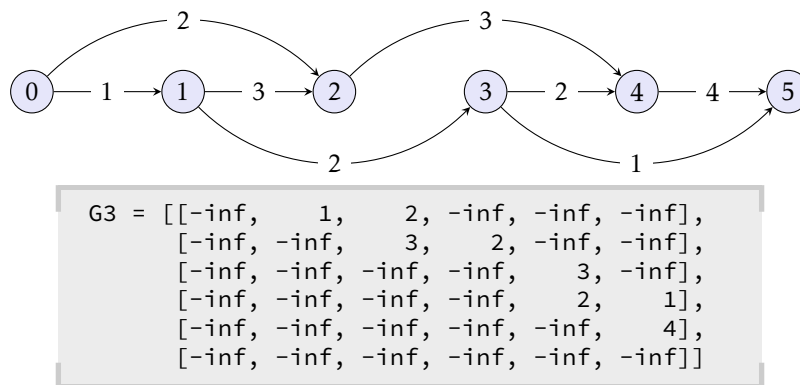 2 3
0 1 1 3 2 3 2 4 4 5
2 1
G3 = [[-inf, 1, 2, -inf, -inf, -inf],
[-inf, -inf, 3, 2, -inf, -inf],
[-inf, -inf, -inf, -inf, 3, -inf],
[-inf, -inf, -inf, -inf, 2, 1],
[-inf, -inf, -inf, -inf, -inf, 4],
[-inf, -inf, -inf, -inf, -inf, -inf]]